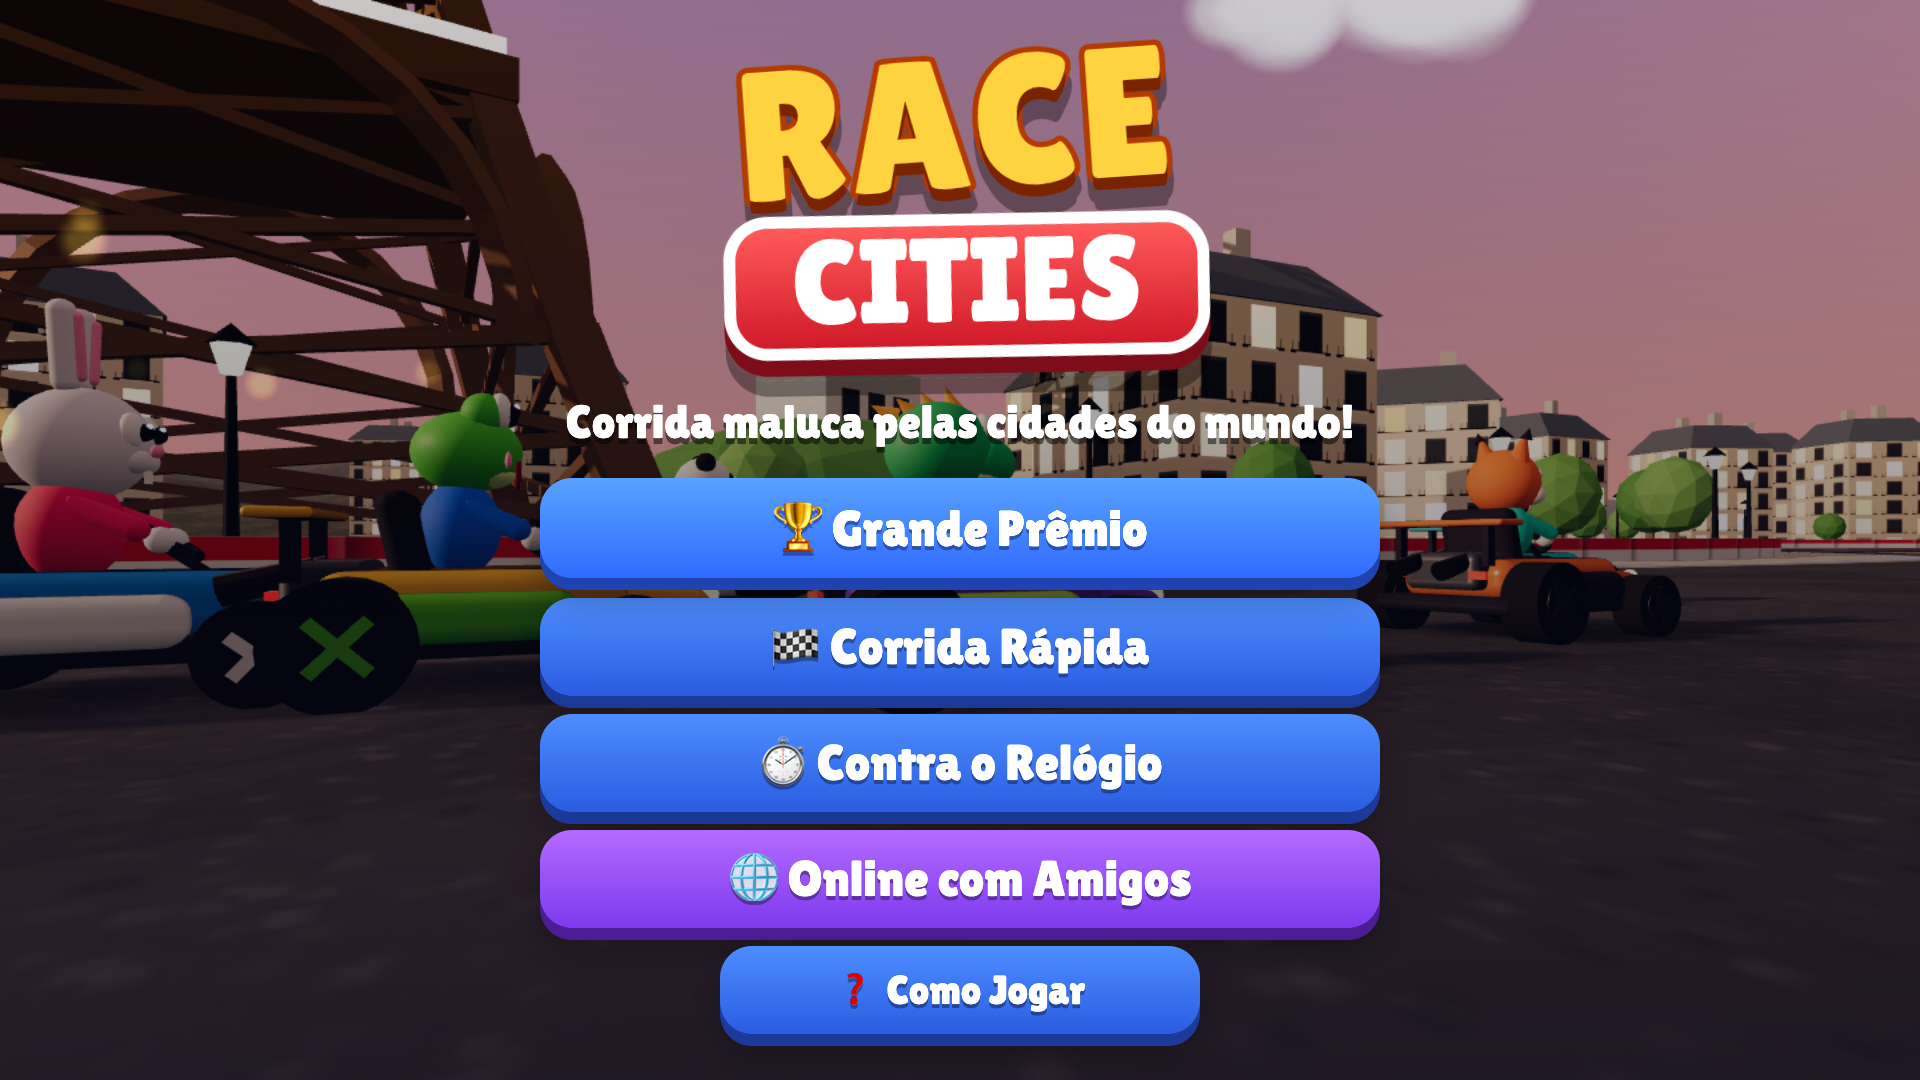 RACE
CITIES
Corrida maluca pelas cidades do mundo!
🏆 Grande Prêmio
🏁 Corrida Rápida
⏱️ Contra o Relógio
🌐 Online com Amigos
❓ Como Jogar